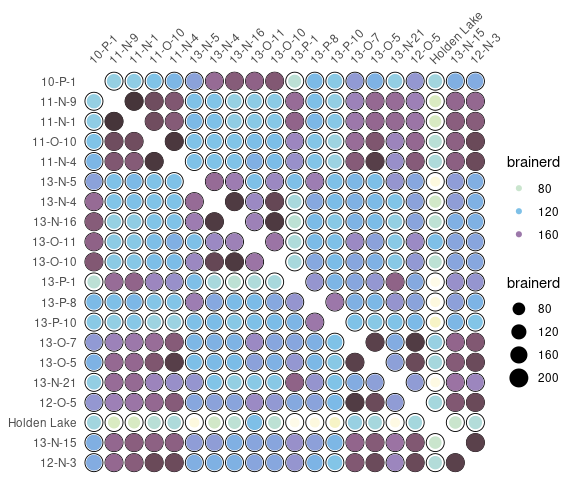 10-P-1
11-N-9
11-N-1
11-O-10
11-N-4
13-N-5
13-N-4
13-N-16
13-O-11
13-O-10
13-P-1
13-P-8
13-P-10
13-O-7
13-O-5
13-N-21
12-O-5
Holden Lake
13-N-15
12-N-3
10-P-1
11-N-9
11-N-1
11-O-10
11-N-4
13-N-5
13-N-4
13-N-16
13-O-11
13-O-10
13-P-1
13-P-8
13-P-10
13-O-7
13-O-5
13-N-21
12-O-5
Holden Lake
13-N-15
12-N-3
brainerd
80
120
160
brainerd
80
120
160
200